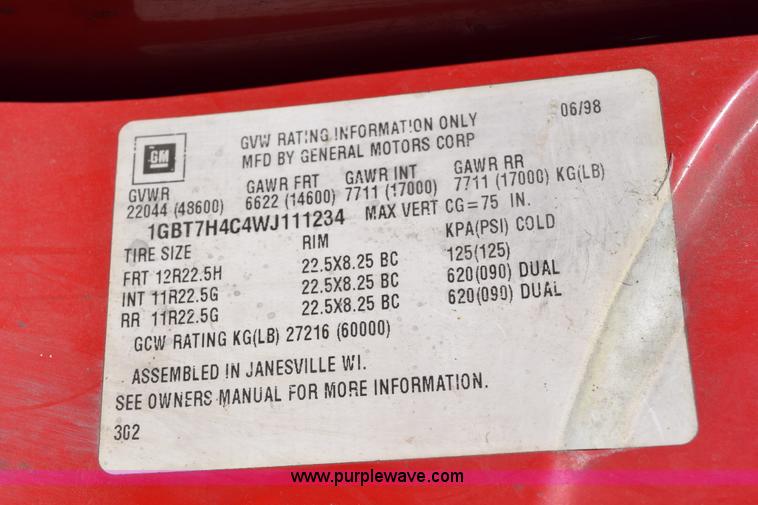 GM
GVW RATING INFORMATION ONLY 06/98
MFD BY GENERAL MOTORS CORP
GVWR GAWR FRT GAWR INT GAWR RR
22044 (48600) 6622 (14600) 7711 (17000) 7711 (17000) KG(LB)
1GBT7H4C4WJ111234 MAX VERT CG=75 IN.
TIRE SIZE RIM KPA(PSI) COLD
FRT 12R22.5H 22.5X8.25 BC 125(125)
INT 11R22.5G 22.5X8.25 BC 620(090) DUAL
RR 11R22.5G 22.5X8.25 BC 620(090) DUAL
GCW RATING KG(LB) 27216 (60000)
ASSEMBLED IN JANESVILLE WI.
SEE OWNERS MANUAL FOR MORE INFORMATION.
302
www.purplewave.com